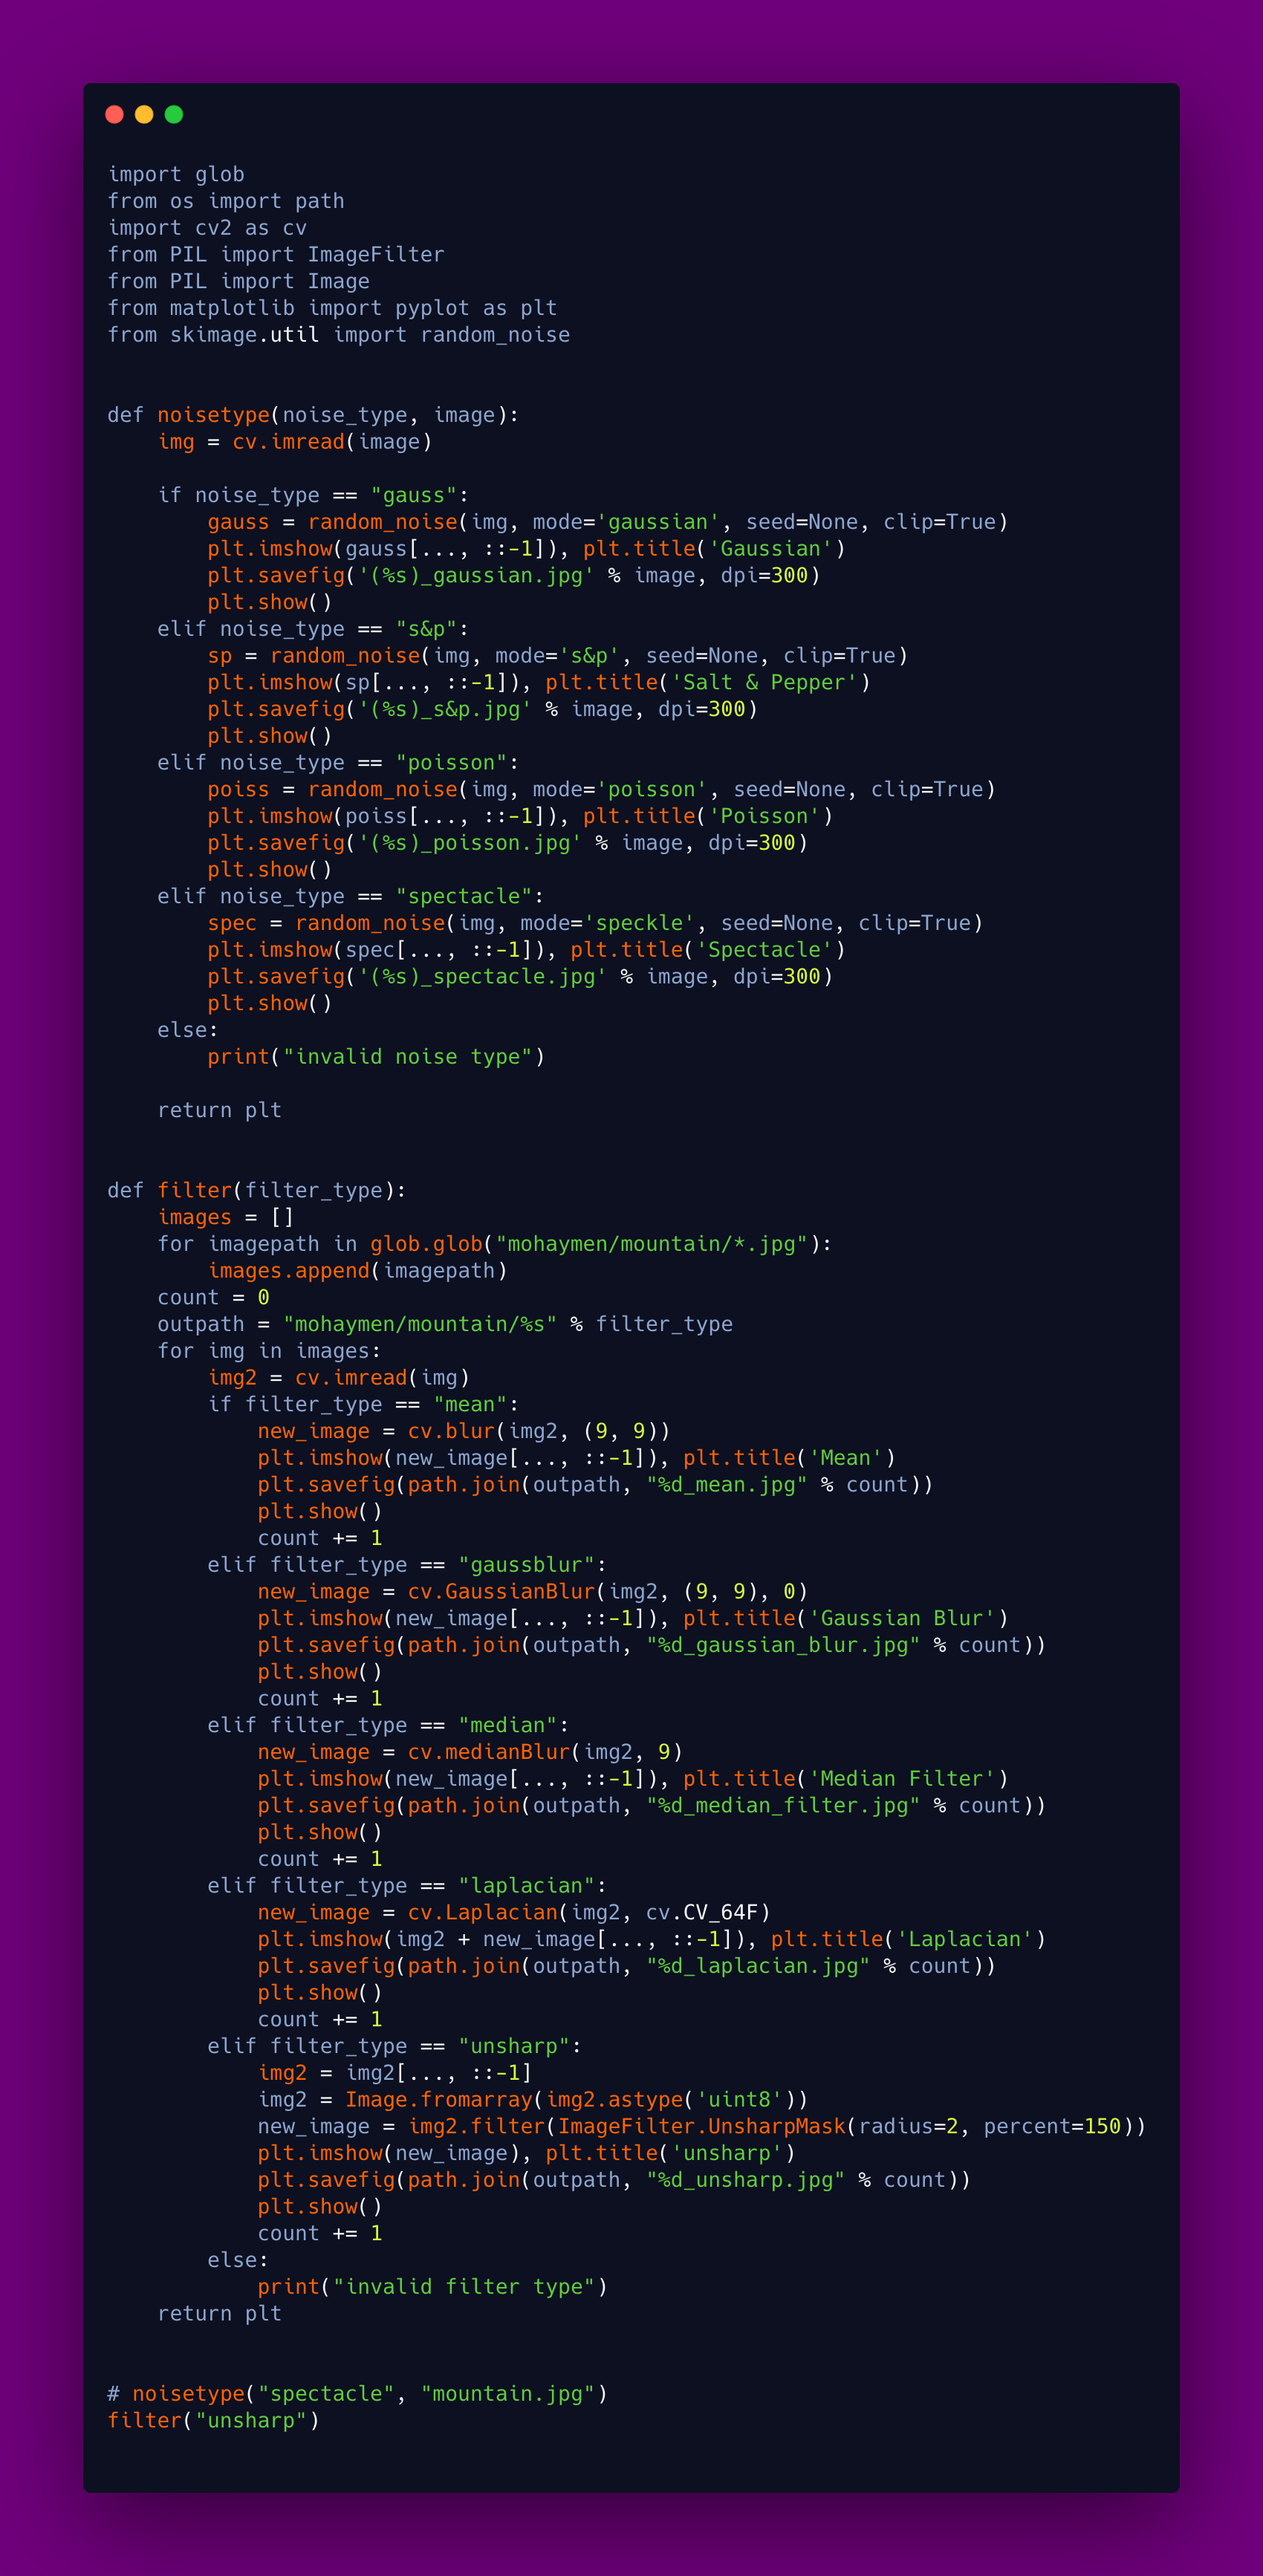 import glob
from os import path
import cv2 as cv
from PIL import ImageFilter
from PIL import Image
from matplotlib import pyplot as plt
from skimage.util import random_noise


def noisetype(noise_type, image):
    img = cv.imread(image)

    if noise_type == "gauss":
        gauss = random_noise(img, mode='gaussian', seed=None, clip=True)
        plt.imshow(gauss[..., ::-1]), plt.title('Gaussian')
        plt.savefig('(%s)_gaussian.jpg' % image, dpi=300)
        plt.show()
    elif noise_type == "s&p":
        sp = random_noise(img, mode='s&p', seed=None, clip=True)
        plt.imshow(sp[..., ::-1]), plt.title('Salt & Pepper')
        plt.savefig('(%s)_s&p.jpg' % image, dpi=300)
        plt.show()
    elif noise_type == "poisson":
        poiss = random_noise(img, mode='poisson', seed=None, clip=True)
        plt.imshow(poiss[..., ::-1]), plt.title('Poisson')
        plt.savefig('(%s)_poisson.jpg' % image, dpi=300)
        plt.show()
    elif noise_type == "spectacle":
        spec = random_noise(img, mode='speckle', seed=None, clip=True)
        plt.imshow(spec[..., ::-1]), plt.title('Spectacle')
        plt.savefig('(%s)_spectacle.jpg' % image, dpi=300)
        plt.show()
    else:
        print("invalid noise type")

    return plt


def filter(filter_type):
    images = []
    for imagepath in glob.glob("mohaymen/mountain/*.jpg"):
        images.append(imagepath)
    count = 0
    outpath = "mohaymen/mountain/%s" % filter_type
    for img in images:
        img2 = cv.imread(img)
        if filter_type == "mean":
            new_image = cv.blur(img2, (9, 9))
            plt.imshow(new_image[..., ::-1]), plt.title('Mean')
            plt.savefig(path.join(outpath, "%d_mean.jpg" % count))
            plt.show()
            count += 1
        elif filter_type == "gaussblur":
            new_image = cv.GaussianBlur(img2, (9, 9), 0)
            plt.imshow(new_image[..., ::-1]), plt.title('Gaussian Blur')
            plt.savefig(path.join(outpath, "%d_gaussian_blur.jpg" % count))
            plt.show()
            count += 1
        elif filter_type == "median":
            new_image = cv.medianBlur(img2, 9)
            plt.imshow(new_image[..., ::-1]), plt.title('Median Filter')
            plt.savefig(path.join(outpath, "%d_median_filter.jpg" % count))
            plt.show()
            count += 1
        elif filter_type == "laplacian":
            new_image = cv.Laplacian(img2, cv.CV_64F)
            plt.imshow(img2 + new_image[..., ::-1]), plt.title('Laplacian')
            plt.savefig(path.join(outpath, "%d_laplacian.jpg" % count))
            plt.show()
            count += 1
        elif filter_type == "unsharp":
            img2 = img2[..., ::-1]
            img2 = Image.fromarray(img2.astype('uint8'))
            new_image = img2.filter(ImageFilter.UnsharpMask(radius=2, percent=150))
            plt.imshow(new_image), plt.title('unsharp')
            plt.savefig(path.join(outpath, "%d_unsharp.jpg" % count))
            plt.show()
            count += 1
        else:
            print("invalid filter type")
    return plt


# noisetype("spectacle", "mountain.jpg")
filter("unsharp")